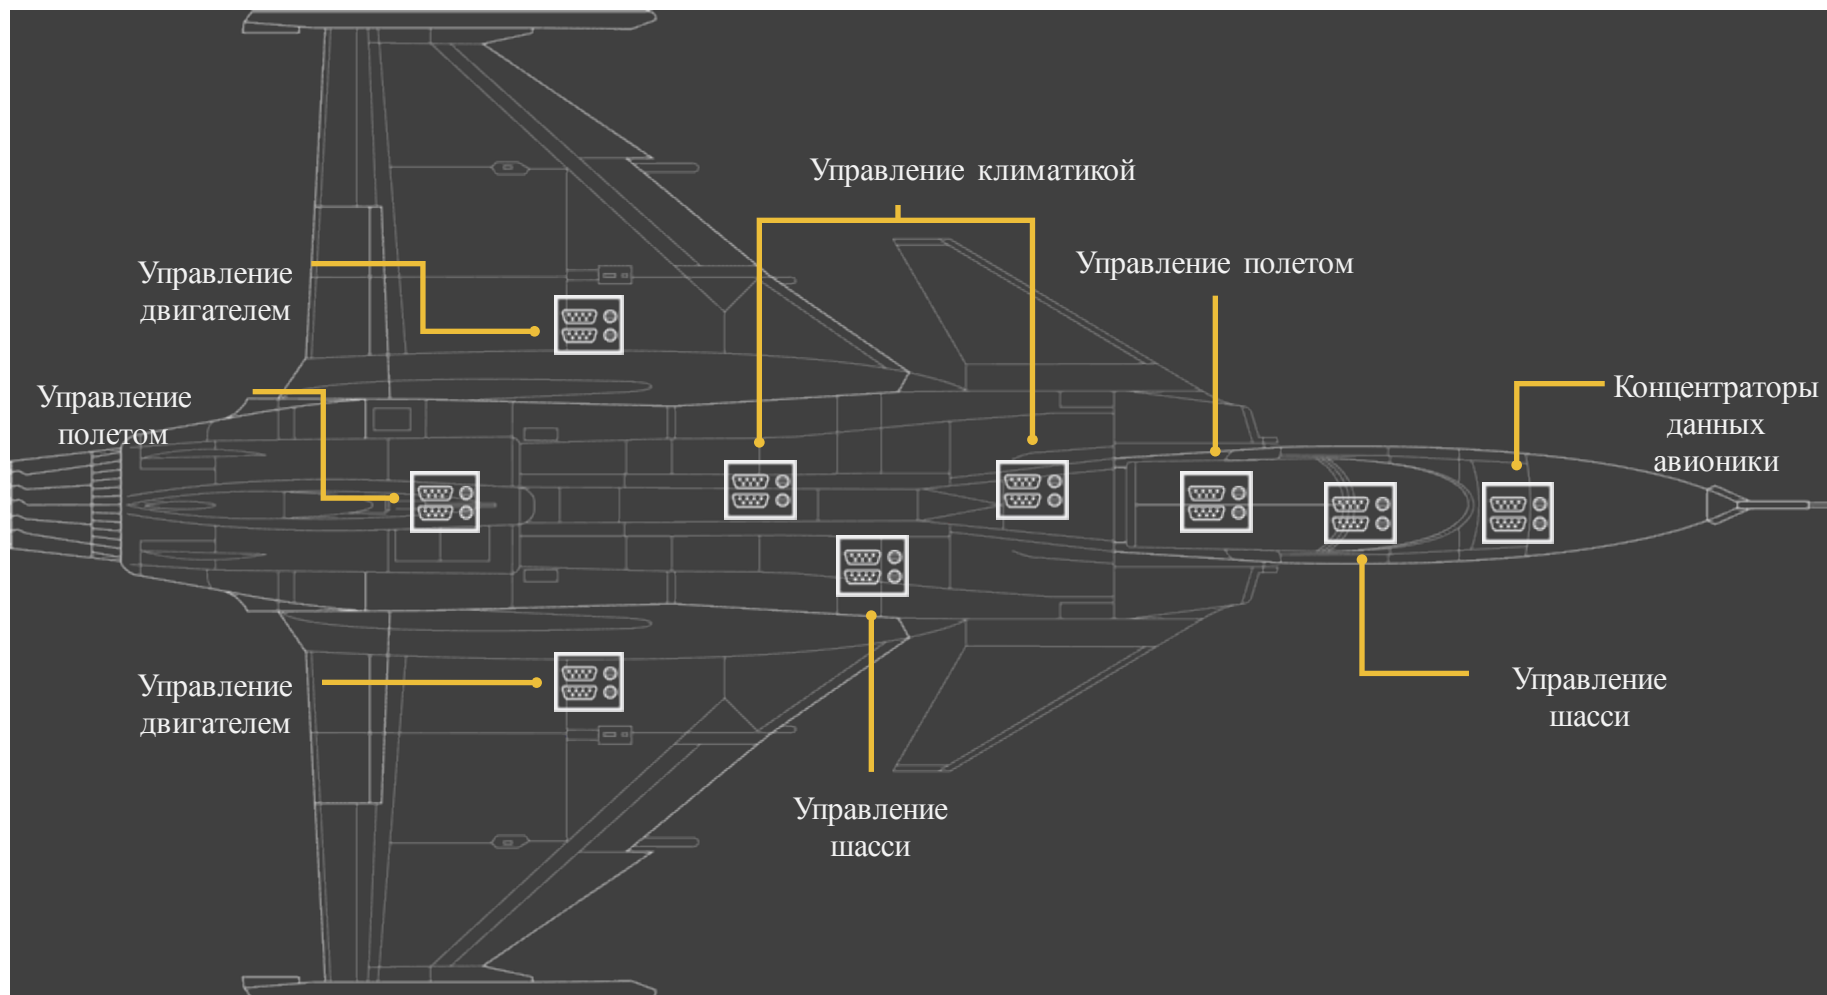 Управление климатикой
Управление полетом
Управление
двигателем
Управление
полетом
Концентраторы
данных
авионики
Управление
двигателем
Управление
шасси
Управление
шасси